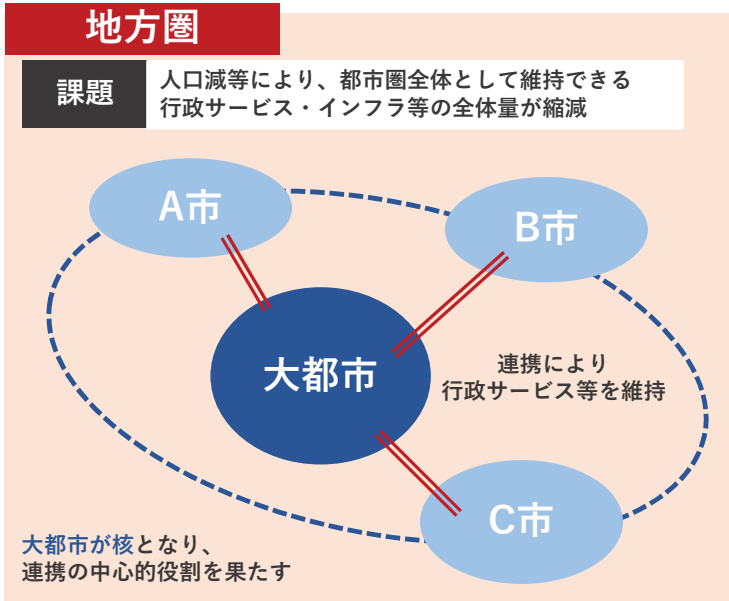 地方圏
課題
人口減等により、都市圏全体として維持できる
行政サービス・インフラ等の全体量が縮減
A市
B市
大都市
連携により
行政サービス等を維持
C市
大都市が核となり、
連携の中心的役割を果たす